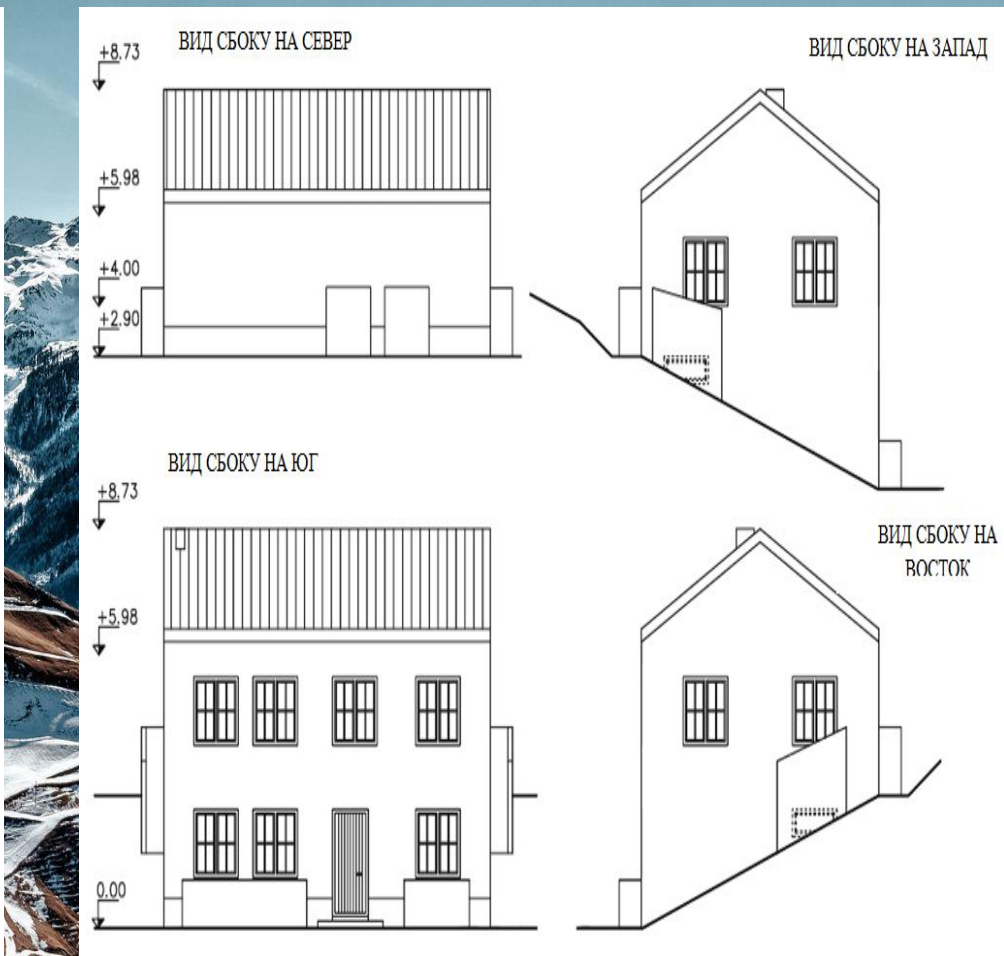 ВИД СБОКУ НА СЕВЕР
+8.73
+5.98
+4.00
+2.90
ВИД СБОКУ НА ЗАПАД
ВИД СБОКУ НА ЮГ
+8.73
+5.98
0.00
ВИД СБОКУ НА
ВОСТОК